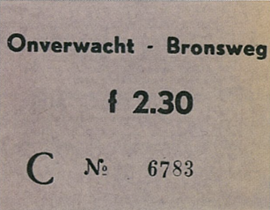 Onverwacht - Bronsweg
f 2.30
C № 6783